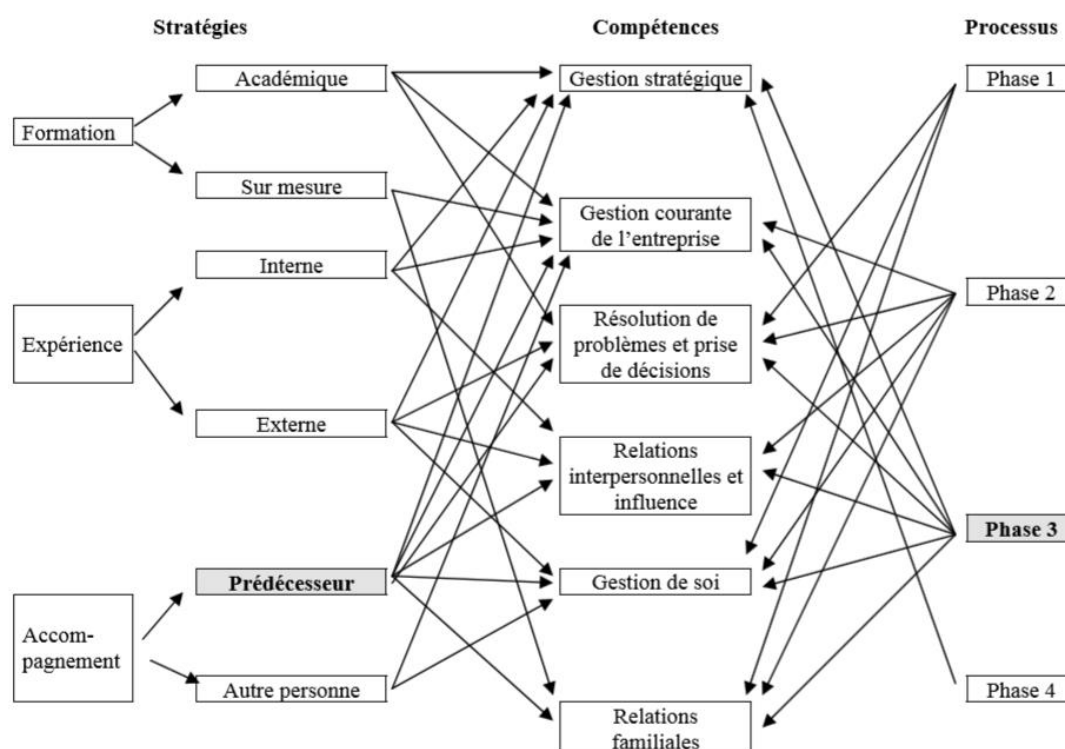 Stratégies
Compétences
Processus
Formation
Académique
Sur mesure
Expérience
Interne
Externe
Accom-
pagnement
Prédécesseur
Autre personne
Gestion stratégique
Gestion courante
de l'entreprise
Résolution de
problèmes et prise
de décisions
Relations
interpersonnelles et
influence
Gestion de soi
Relations
familiales
Phase 1
Phase 2
Phase 3
Phase 4